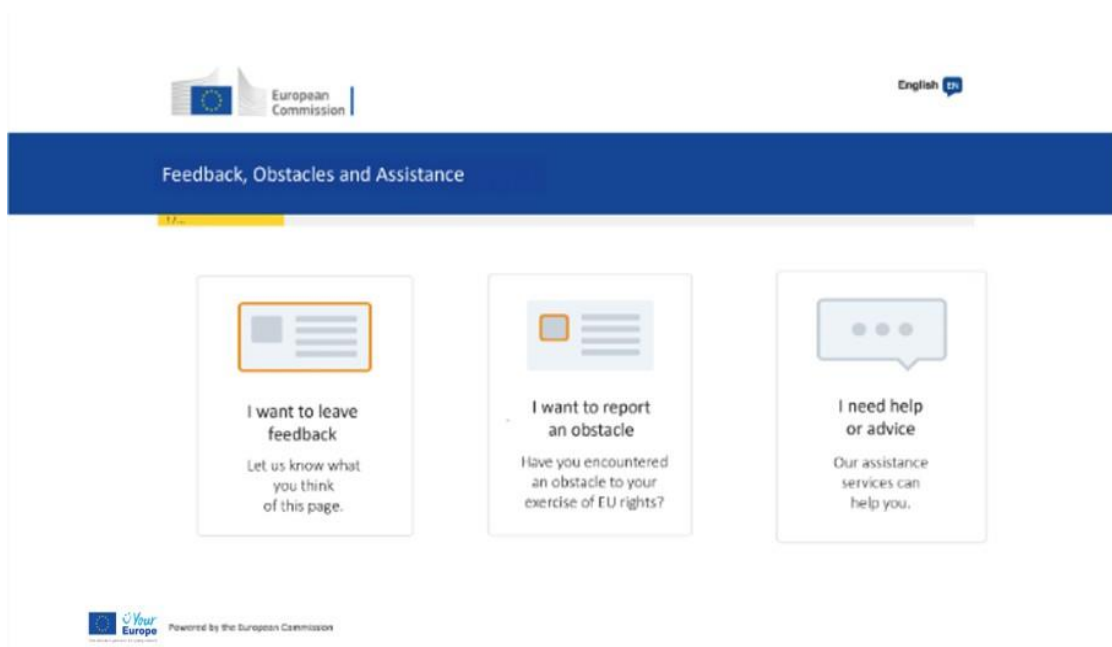 European
Commission
English EN
Feedback, Obstacles and Assistance
I want to leave
feedback
Let us know what
you think
of this page.
I want to report
an obstacle
Have you encountered
an obstacle to your
exercise of EU rights?
I need help
or advice
Our assistance
services can
help you.
Your
Europe
Powered by the European Commission